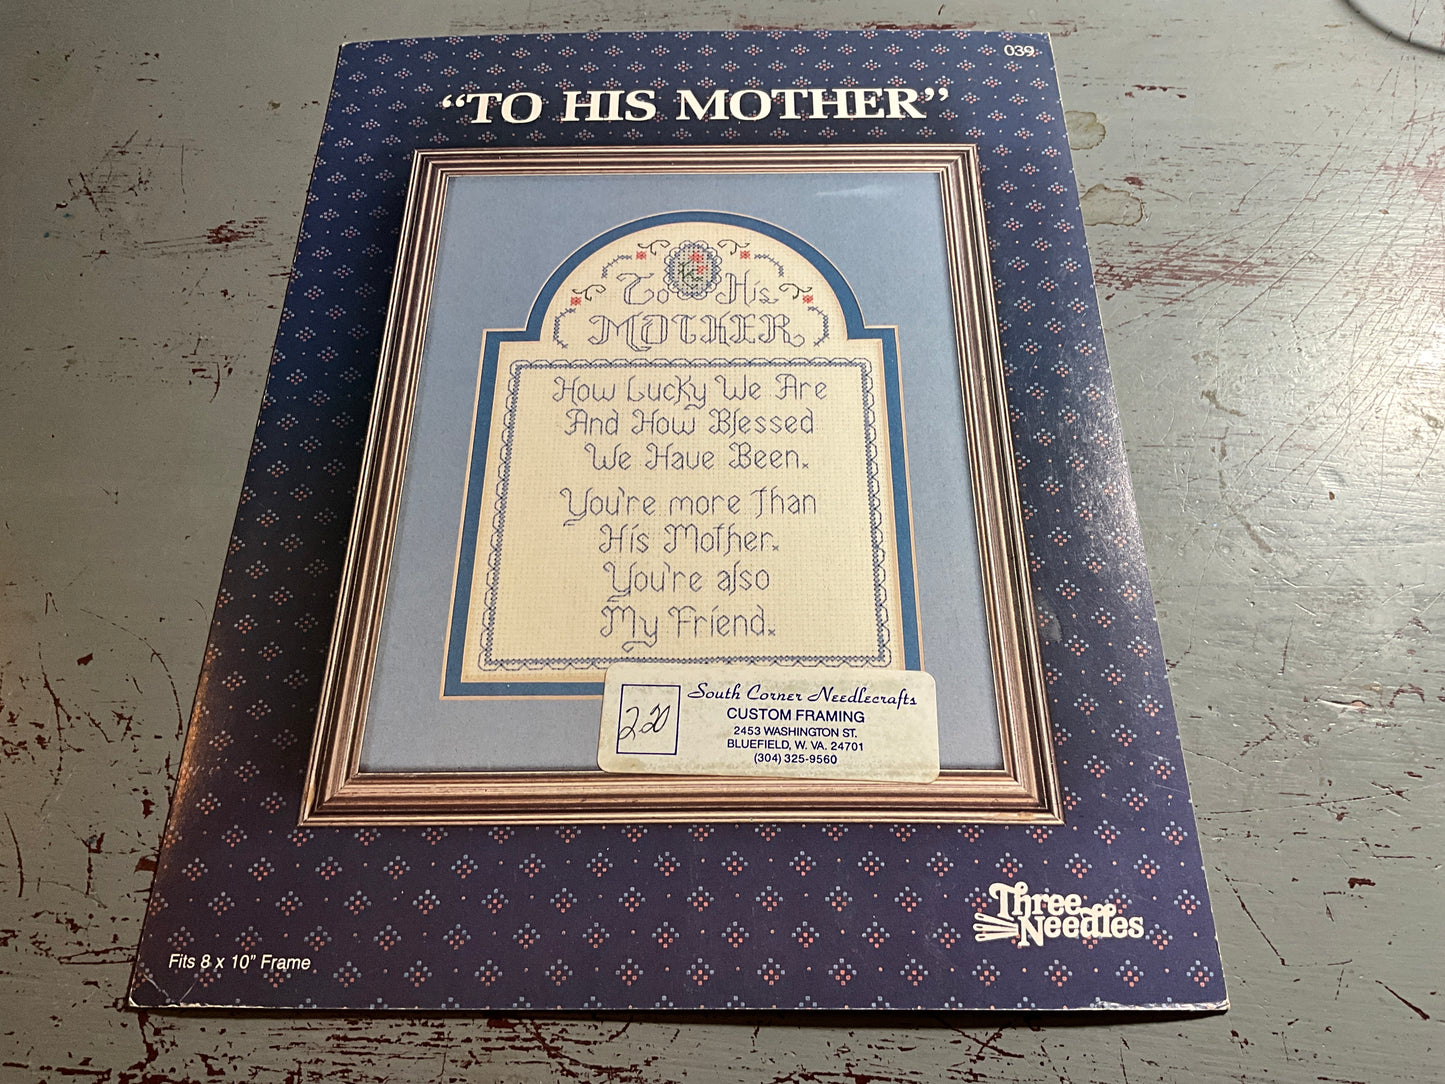 039
"TO HIS MOTHER"
To His
MOTHER
How Lucky We Are
And How Blessed
We Have Been.
You're more Than
His Mother.
You're also
My Friend.
2.20
South Corner Needlecrafts
CUSTOM FRAMING
2453 WASHINGTON ST.
BLUEFIELD, W. VA. 24701
(304) 325-9560
Three
Needles
Fits 8 x 10" Frame